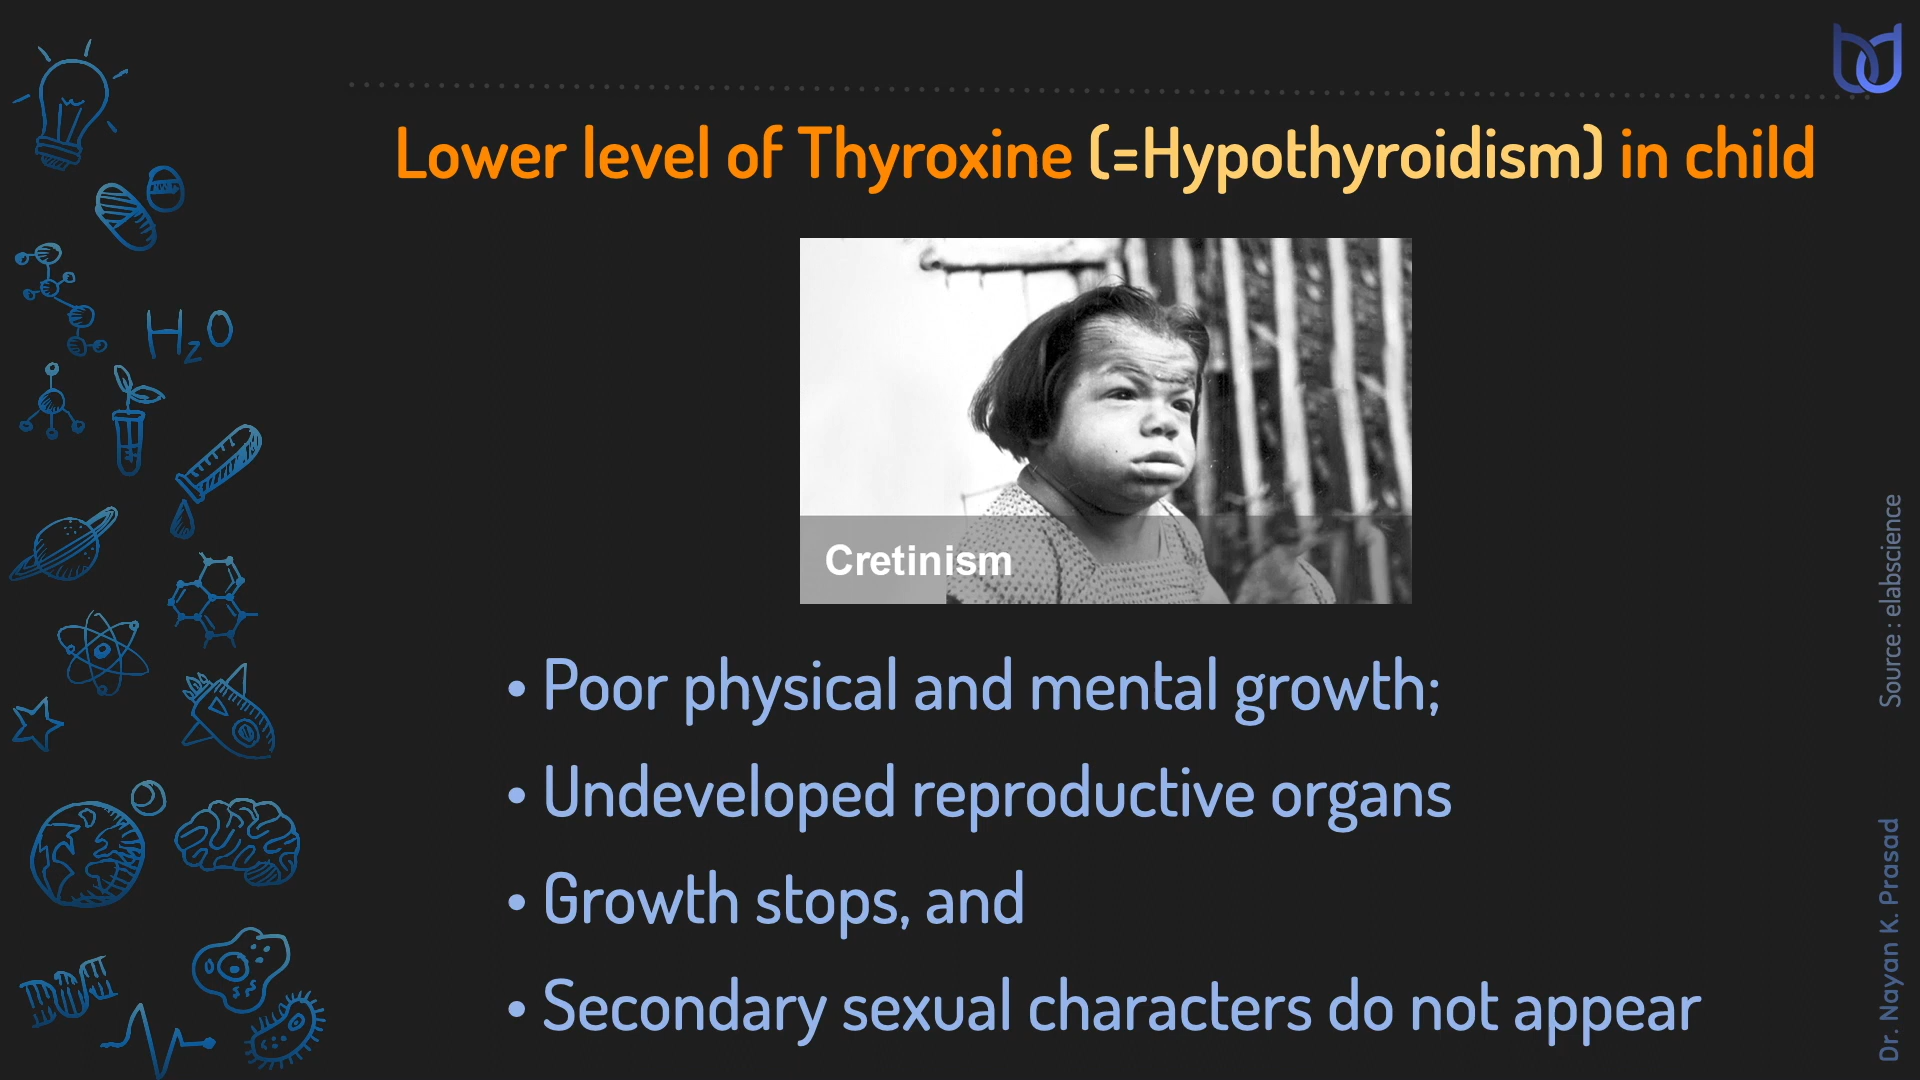 Lower level of Thyroxine (=Hypothyroidism) in child
Cretinism
• Poor physical and mental growth;
• Undeveloped reproductive organs
• Growth stops, and
• Secondary sexual characters do not appear
H2O
Source : elabscience
Dr. Nayan K. Prasad